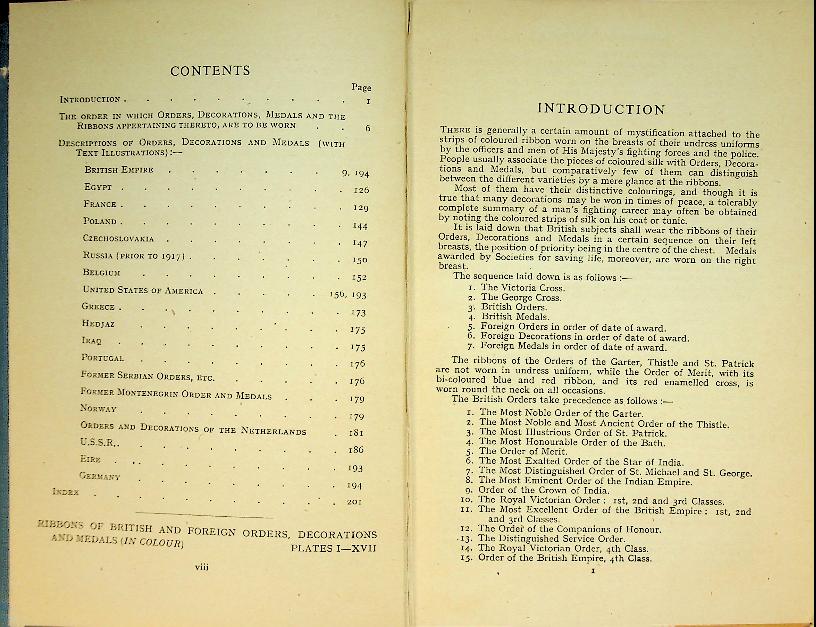 CONTENTS
Page
INTRODUCTION . . . . . . . . . . 1
THE ORDER IN WHICH ORDERS, DECORATIONS, MEDALS AND THE
RIBBONS APPERTAINING THERETO, ARE TO BE WORN . . 6
DESCRIPTIONS OF ORDERS, DECORATIONS AND MEDALS (WITH
TEXT ILLUSTRATIONS) :—
BRITISH EMPIRE . . . . . . . . 9, 194
EGYPT . . . . . . . . . . 126
FRANCE . . . . . . . . . . 129
POLAND . . . . . . . . . . 144
CZECHOSLOVAKIA . . . . . . . . 147
RUSSIA (PRIOR TO 1917) . . . . . . . 150
BELGIUM . . . . . . . . . 152
UNITED STATES OF AMERICA . . . . . . 156, 193
GREECE . . . . . . . . . . 173
HEDJAZ . . . . . . . . . 175
IRAQ . . . . . . . . . . 175
PORTUGAL . . . . . . . . . 176
FORMER SERBIAN ORDERS, ETC. . . . . . 176
FORMER MONTENEGRIN ORDER AND MEDALS . . . . 179
NORWAY . . . . . . . . . 179
ORDERS AND DECORATIONS OF THE NETHERLANDS . . 181
U.S.S.R. . . . . . . . . . 186
EIRE . . . . . . . . . . 193
GERMANY . . . . . . . . . 194
INDEX . . . . . . . . . . 201
RIBBONS OF BRITISH AND FOREIGN ORDERS, DECORATIONS
AND MEDALS (IN COLOUR) PLATES I—XVII
viii
INTRODUCTION
THERE is generally a certain amount of mystification attached to the
strips of coloured ribbon worn on the breasts of their undress uniforms
by the officers and men of His Majesty's fighting forces and the police.
People usually associate the pieces of coloured silk with Orders, Decora-
tions and Medals, but comparatively few of them can distinguish
between the different varieties by a mere glance at the ribbons.
Most of them have their distinctive colourings, and though it is
true that many decorations may be won in times of peace, a tolerably
complete summary of a man's fighting career may often be obtained
by noting the coloured strips of silk on his coat or tunic.
It is laid down that British subjects shall wear the ribbons of their
Orders, Decorations and Medals in a certain sequence on their left
breasts, the position of priority being in the centre of the chest. Medals
awarded by Societies for saving life, moreover, are worn on the right
breast.
The sequence laid down is as follows :—
1. The Victoria Cross.
2. The George Cross.
3. British Orders.
4. British Medals.
5. Foreign Orders in order of date of award.
6. Foreign Decorations in order of date of award.
7. Foreign Medals in order of date of award.
The ribbons of the Orders of the Garter, Thistle and St. Patrick
are not worn in undress uniform, while the Order of Merit, with its
bi-coloured blue and red ribbon, and its red enamelled cross, is
worn round the neck on all occasions.
The British Orders take precedence as follows :—
1. The Most Noble Order of the Garter.
2. The Most Noble and Most Ancient Order of the Thistle.
3. The Most Illustrious Order of St. Patrick.
4. The Most Honourable Order of the Bath.
5. The Order of Merit.
6. The Most Exalted Order of the Star of India.
7. The Most Distinguished Order of St. Michael and St. George.
8. The Most Eminent Order of the Indian Empire.
9. Order of the Crown of India.
10. The Royal Victorian Order : 1st, 2nd and 3rd Classes.
11. The Most Excellent Order of the British Empire : 1st, 2nd
and 3rd Classes.
12. The Order of the Companions of Honour.
13. The Distinguished Service Order.
14. The Royal Victorian Order, 4th Class.
15. Order of the British Empire, 4th Class.
1